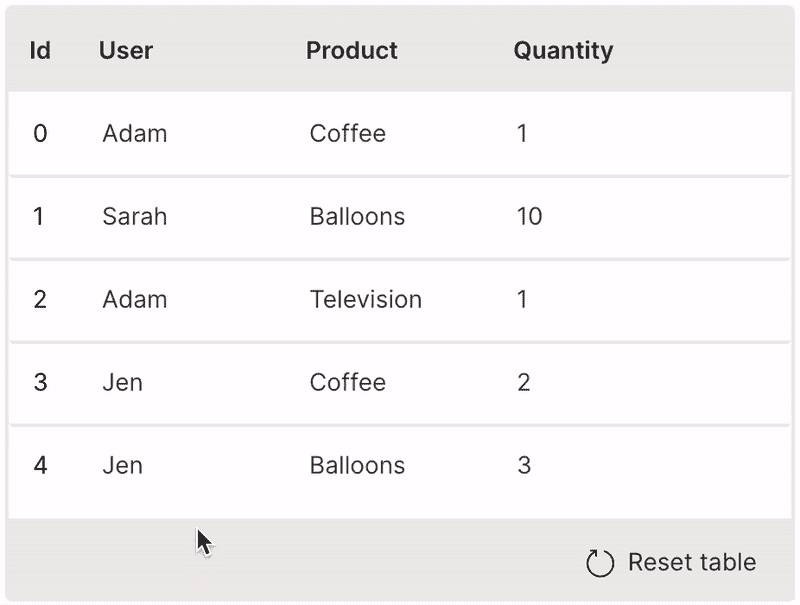 Id User Product Quantity
0 Adam Coffee 1
1 Sarah Balloons 10
2 Adam Television 1
3 Jen Coffee 2
4 Jen Balloons 3
Reset table